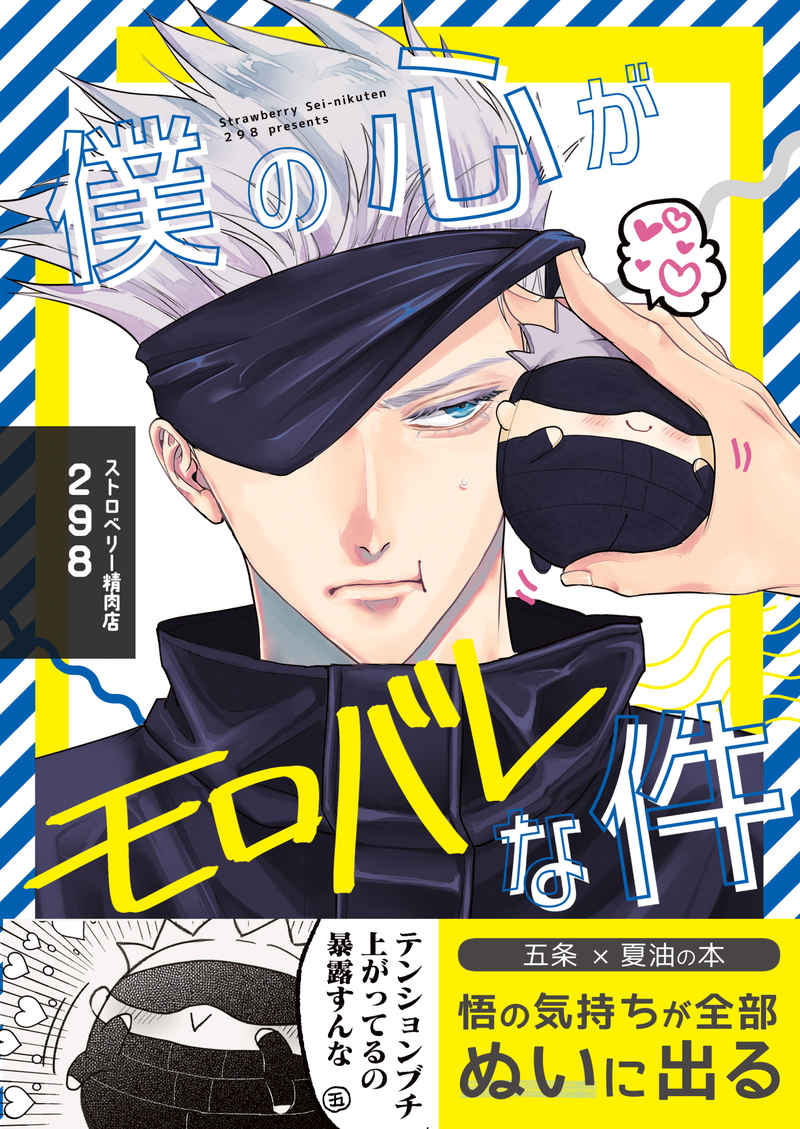 Strawberry Sei-nikuten
298 presents
僕の心が
モロバレ
な件
ストロベリー精肉店
298
テンションブチ
上がってるの
暴露すんな
五
五条×夏油の本
悟の気持ちが全部
ぬいに出る